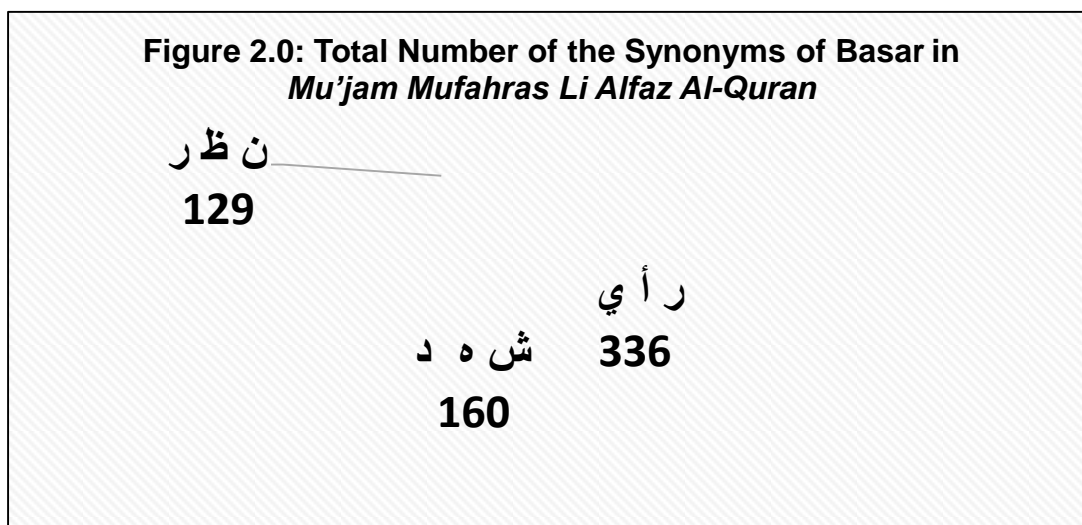 Figure 2.0: Total Number of the Synonyms of Basar in
Mu’jam Mufahras Li Alfaz Al-Quran
ن ظ ر
129
ر أ ي
336
ش ه د
160